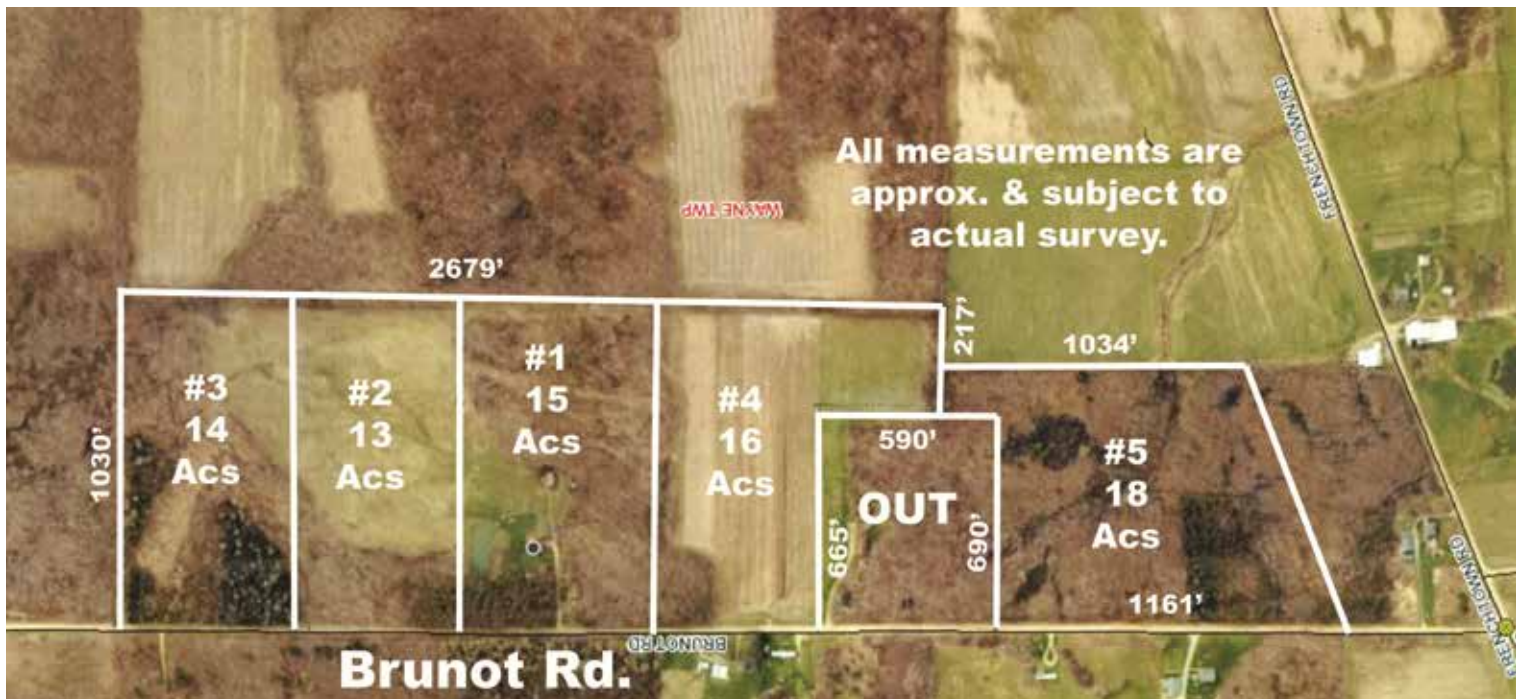 FRENCHTOWN RD
All measurements are
approx. & subject to
actual survey.
WAYNE TWP
2679’
217’
1034’
#3
14
Acs
#2
13
Acs
#1
15
Acs
#4
16
Acs
1030’
590’
OUT
665’
690’
#5
18
Acs
1161’
FRENCHTOWN RD
FRENCHTOWN RD
BRUNOT RD
Brunot Rd.